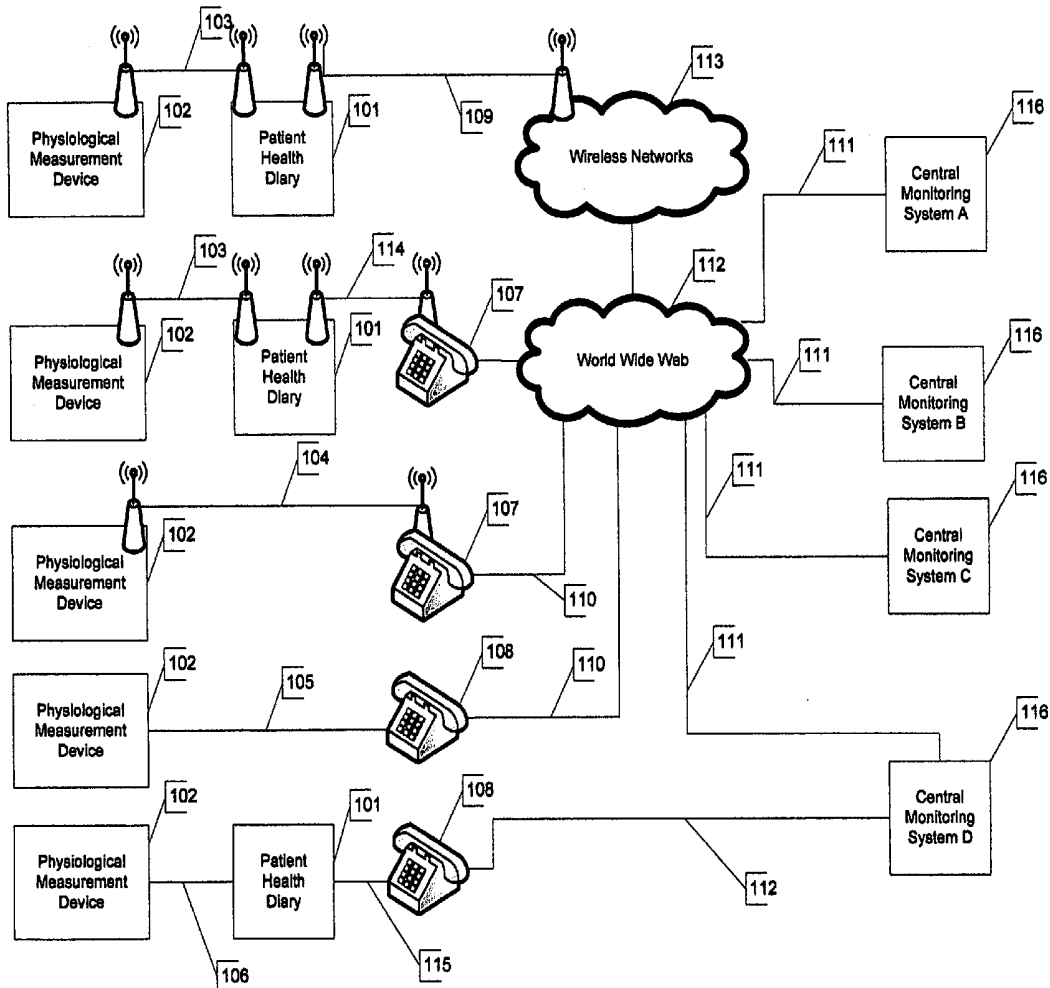 103
113
116
102
101
109
111
Physiological
Measurement
Device
Patient
Health
Diary
Wireless Networks
Central
Monitoring
System A
103
114
112
107
102
101
111
116
Physiological
Measurement
Device
Patient
Health
Diary
World Wide Web
Central
Monitoring
System B
104
111
116
107
102
Physiological
Measurement
Device
Central
Monitoring
System C
110
102
105
108
110
111
Physiological
Measurement
Device
116
102
101
108
Central
Monitoring
System D
Physiological
Measurement
Device
Patient
Health
Diary
112
106
115